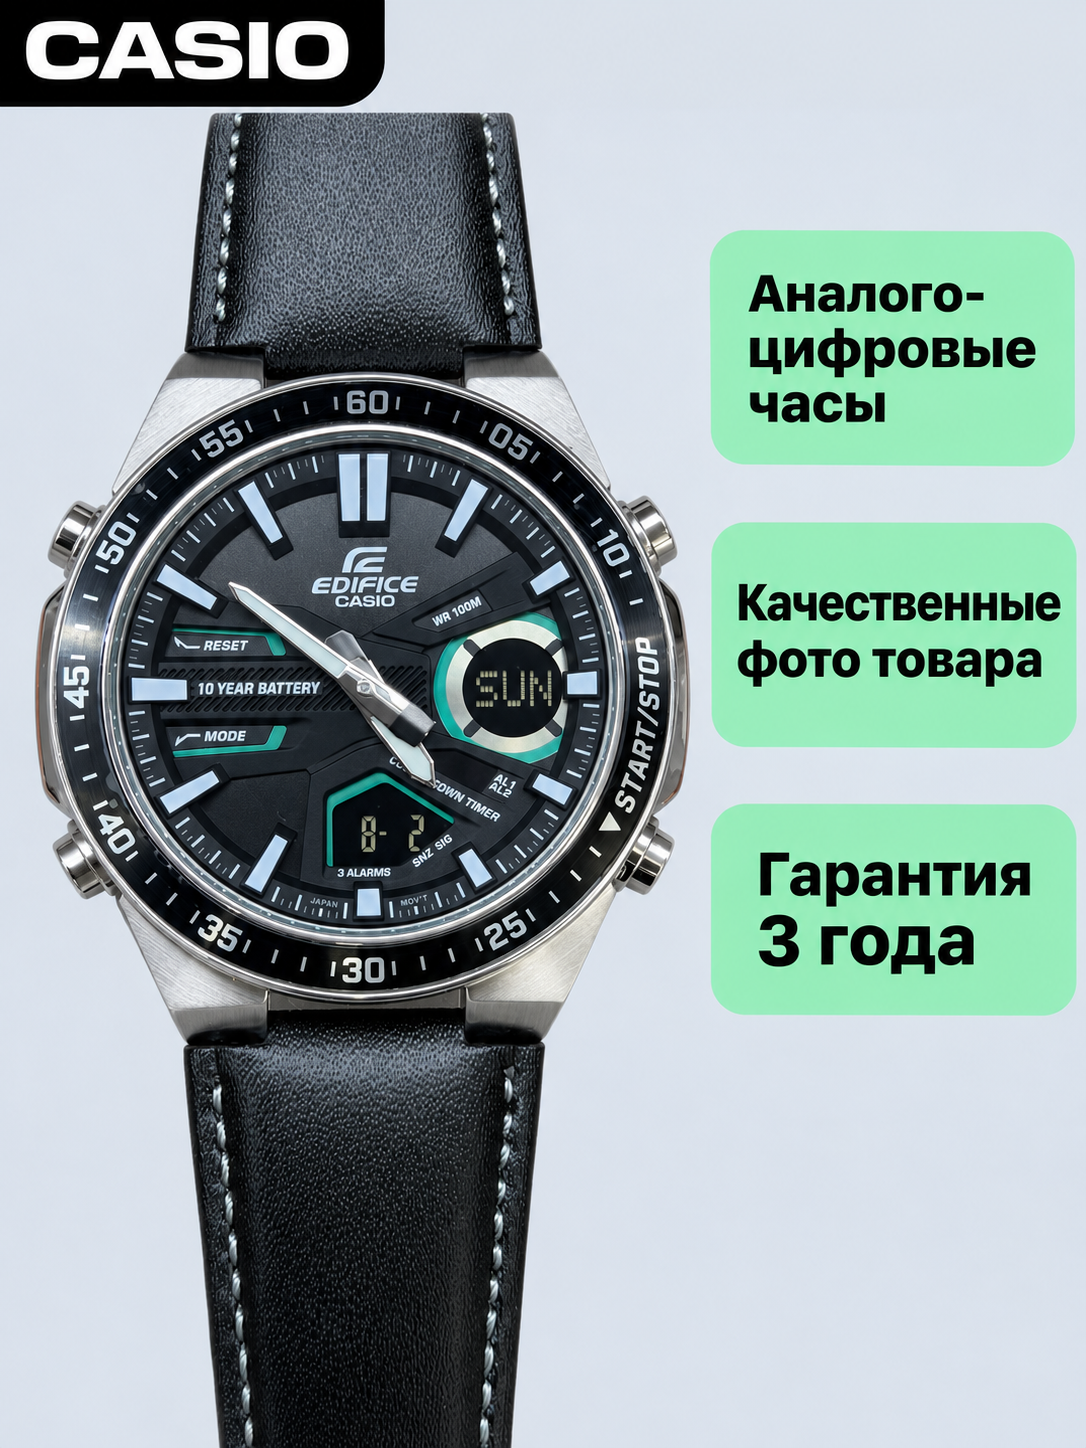 CASIO
60
55
05
50
10
45
40
35
30
25
EDIFICE
CASIO
WR 100M
RESET
10 YEAR BATTERY
MODE
SUN
START/STOP
AL1
AL2
DOWN TIMER
8- 2
SNZ SIG
3 ALARMS
JAPAN
MOV'T
Аналого-
цифровые
часы
Качественные
фото товара
Гарантия
3 года